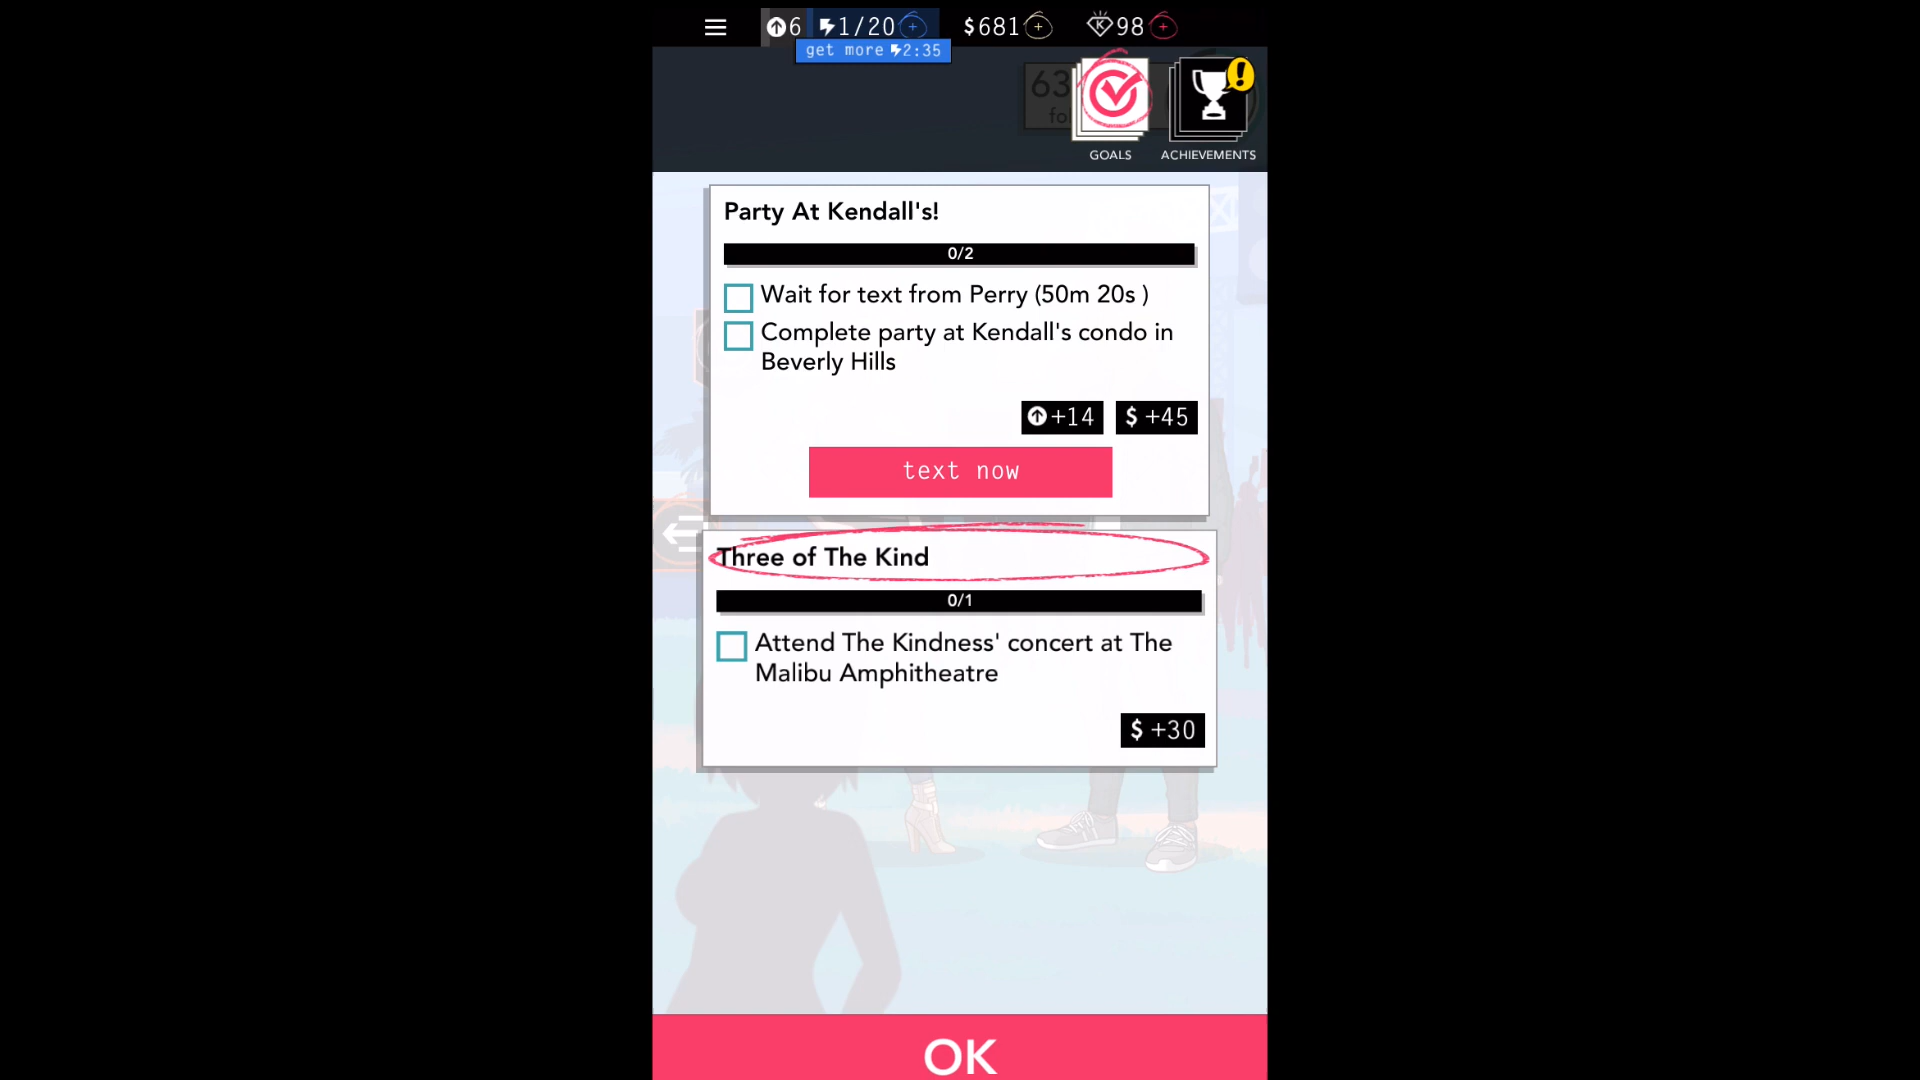 6 1/20 + $681 + K 98 +
get more 2:35
63
fo
GOALS ACHIEVEMENTS
Party At Kendall's!
0/2
Wait for text from Perry (50m 20s )
Complete party at Kendall's condo in
Beverly Hills
+14 $ +45
text now
Three of The Kind
0/1
Attend The Kindness' concert at The
Malibu Amphitheatre
$ +30
OK